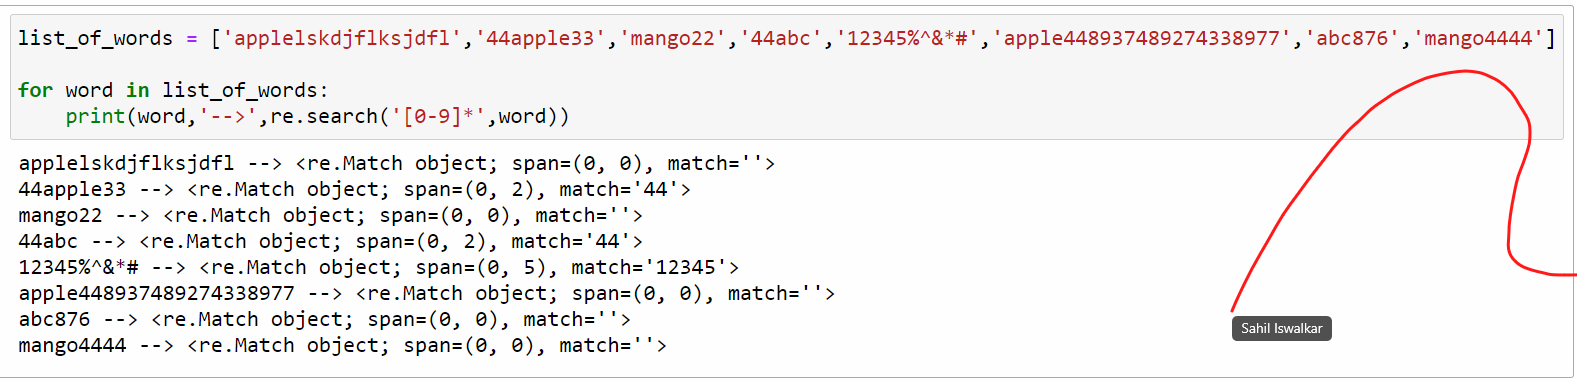 list_of_words = ['applelskdjflksjdfl','44apple33','mango22','44abc','12345%^&*#','apple448937489274338977','abc876','mango4444']
for word in list_of_words:
    print(word,'-->',re.search('[0-9]*',word))
applelskdjflksjdfl --> <re.Match object; span=(0, 0), match=''>
44apple33 --> <re.Match object; span=(0, 2), match='44'>
mango22 --> <re.Match object; span=(0, 0), match=''>
44abc --> <re.Match object; span=(0, 2), match='44'>
12345%^&*# --> <re.Match object; span=(0, 5), match='12345'>
apple448937489274338977 --> <re.Match object; span=(0, 0), match=''>
abc876 --> <re.Match object; span=(0, 0), match=''>
Sahil Iswalkar
mango4444 --> <re.Match object; span=(0, 0), match=''>